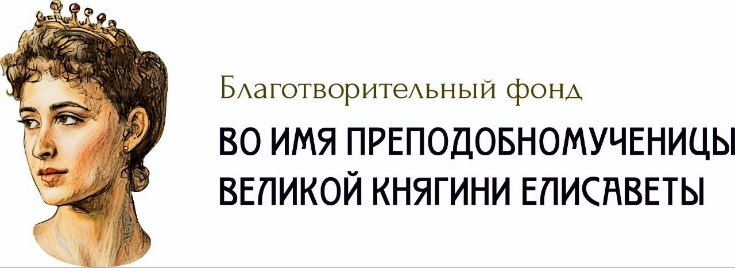 Благотворительный фонд
ВО ИМЯ ПРЕПОДОБНОМУЧЕНИЦЫ
ВЕЛИКОЙ КНЯГИНИ ЕЛИСАВЕТЫ